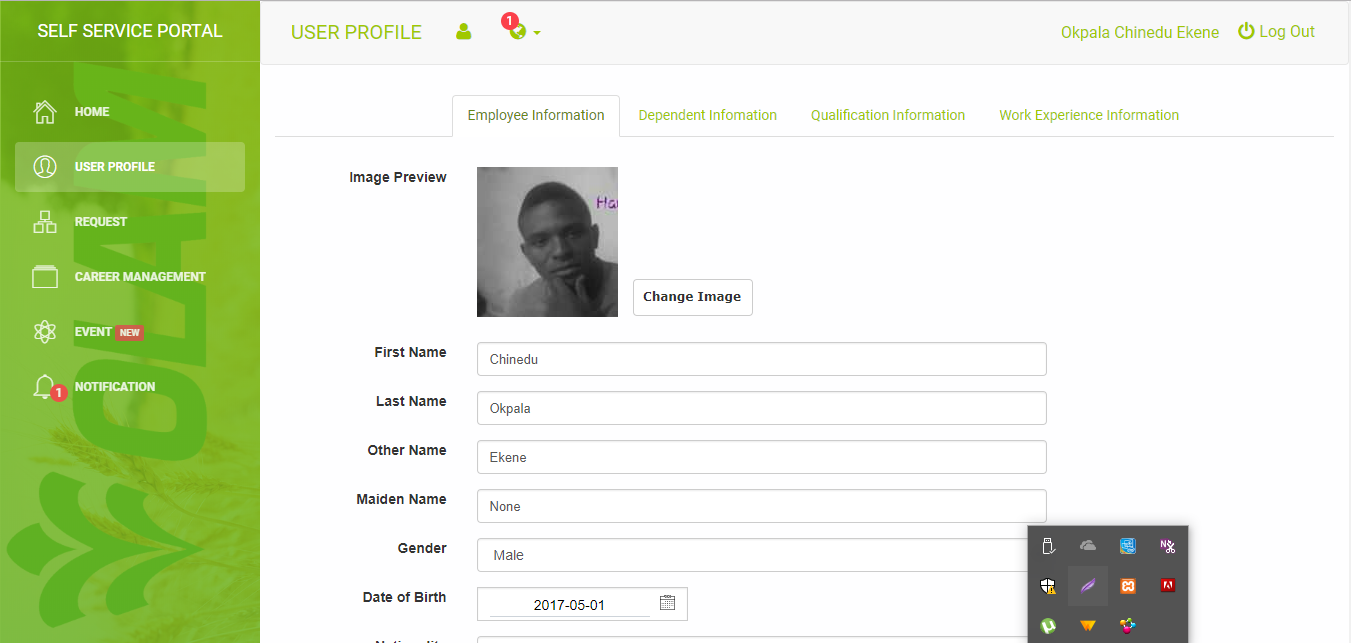 SELF SERVICE PORTAL
USER PROFILE
1
Okpala Chinedu Ekene
Log Out
HOME
USER PROFILE
REQUEST
CAREER MANAGEMENT
EVENT NEW
1 NOTIFICATION
OLAM
Employee Information
Dependent Infomation
Qualification Information
Work Experience Information
Image Preview
Change Image
First Name
Chinedu
Last Name
Okpala
Other Name
Ekene
Maiden Name
None
Gender
Male
Date of Birth
2017-05-01